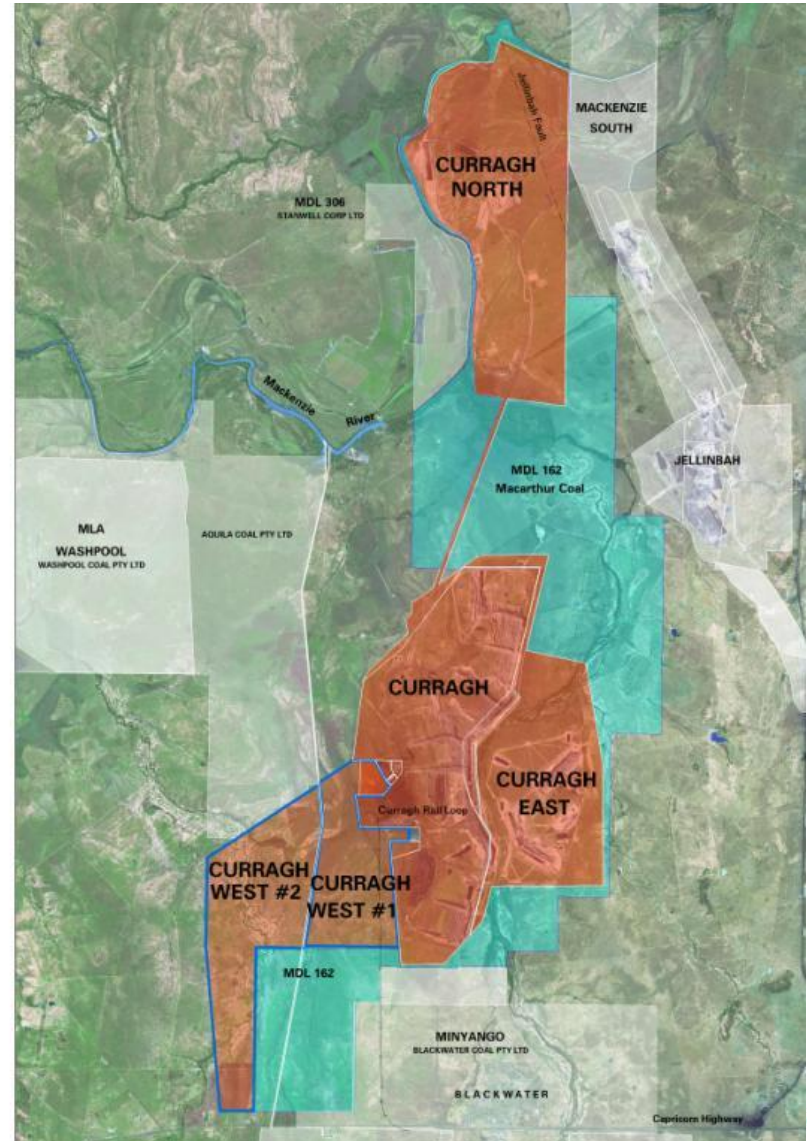 Jellinbah Fault
MACKENZIE
SOUTH
CURRAGH
NORTH
MDL 306
STANWELL CORP LTD
Mackenzie
River
JELLINBAH
MDL 162
Macarthur Coal
MLA
WASHPOOL
WASHPOOL COAL PTY LTD
AQUILA COAL PTY LTD
CURRAGH
CURRAGH
EAST
Curragh Rail Loop
CURRAGH
WEST #2
CURRAGH
WEST #1
MDL 162
MINYANGO
BLACKWATER COAL PTY LTD
BLACKWATER
Capricorn Highway